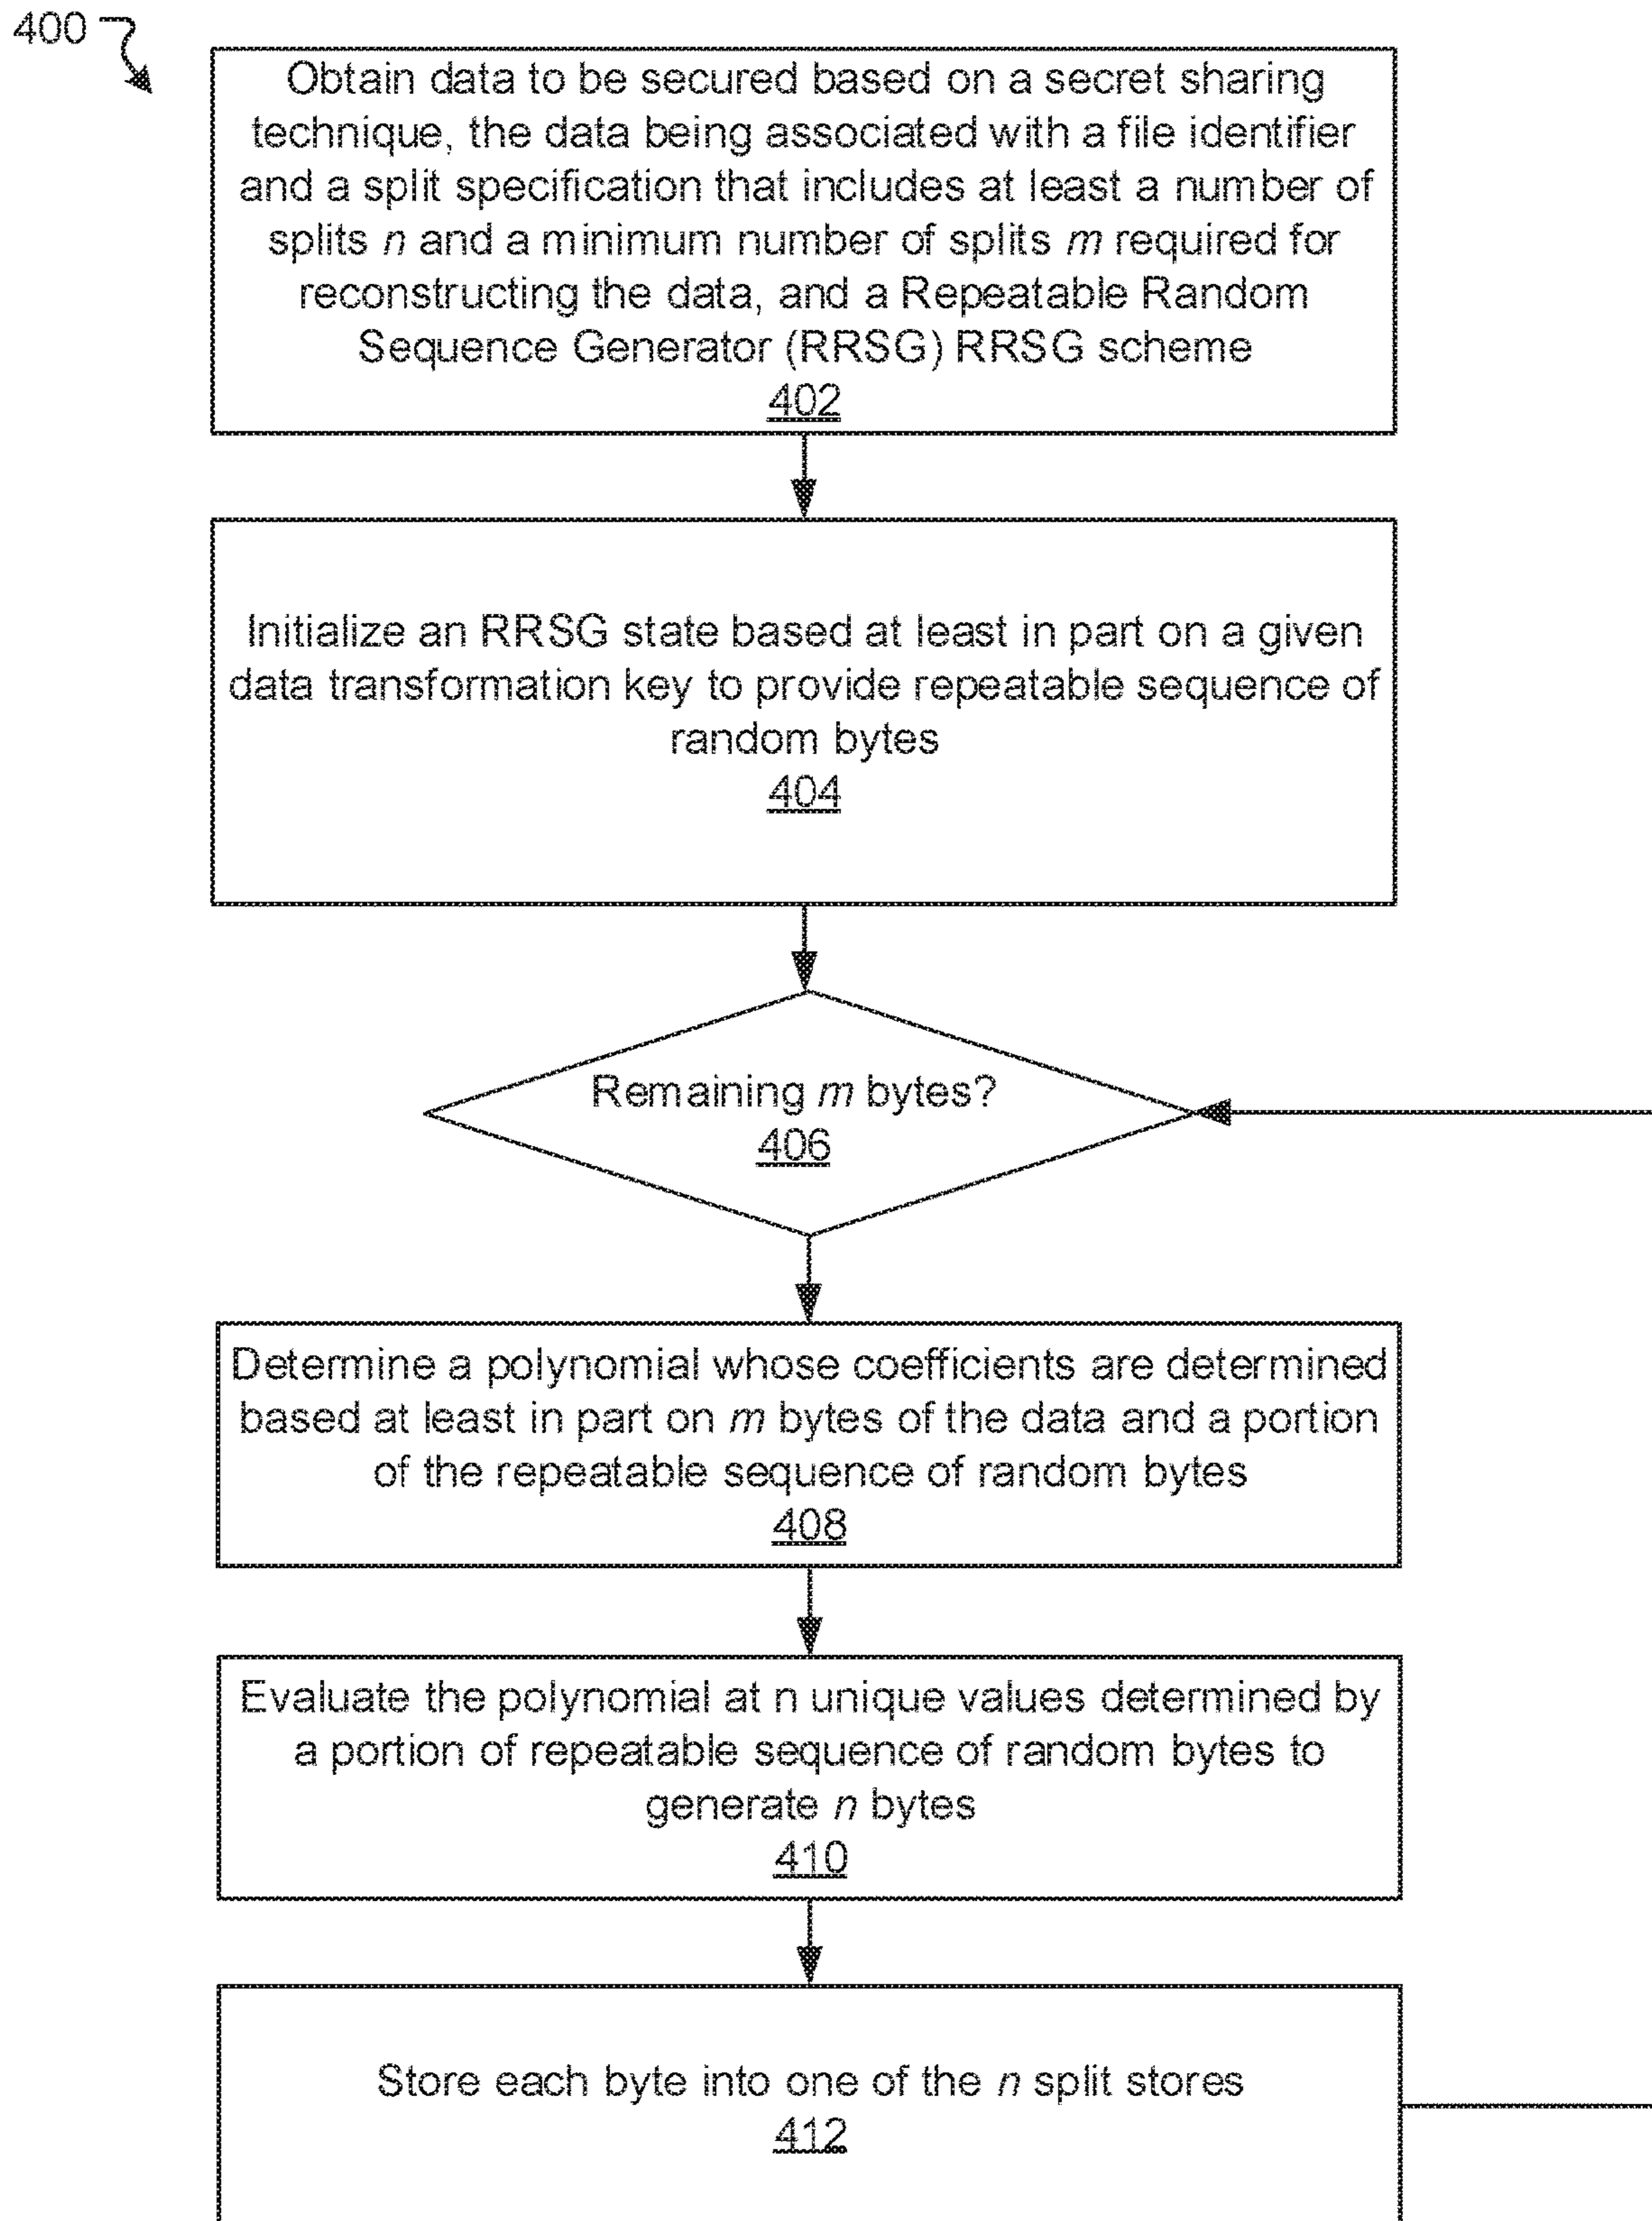 400
Obtain data to be secured based on a secret sharing
technique, the data being associated with a file identifier
and a split specification that includes at least a number of
splits n and a minimum number of splits m required for
reconstructing the data, and a Repeatable Random
Sequence Generator (RRSG) RRSG scheme
402
Initialize an RRSG state based at least in part on a given
data transformation key to provide repeatable sequence of
random bytes
404
Remaining m bytes?
406
Determine a polynomial whose coefficients are determined
based at least in part on m bytes of the data and a portion
of the repeatable sequence of random bytes
408
Evaluate the polynomial at n unique values determined by
a portion of repeatable sequence of random bytes to
generate n bytes
410
Store each byte into one of the n split stores
412